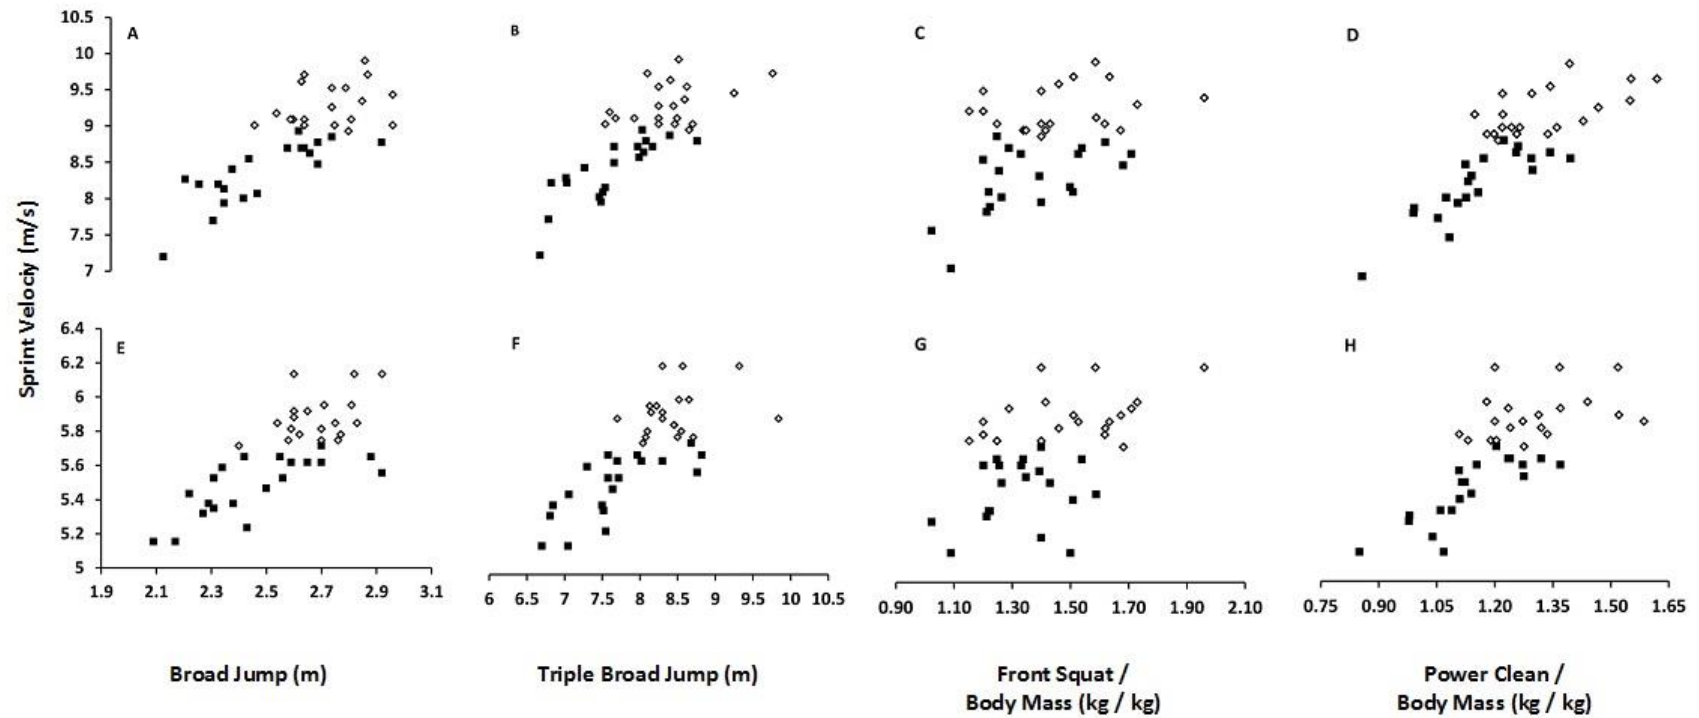 10.5
10
9.5
9
8.5
8
7.5
7
A
B
C
D
Sprint Velociy (m/s)
6.4
6.2
6
5.8
5.6
5.4
5.2
5
E
F
G
H
1.9 2.1 2.3 2.5 2.7 2.9 3.1
6 6.5 7 7.5 8 8.5 9 9.5 10 10.5
0.90 1.10 1.30 1.50 1.70 1.90 2.10
0.75 0.90 1.05 1.20 1.35 1.50 1.65
Broad Jump (m)
Triple Broad Jump (m)
Front Squat /
Body Mass (kg / kg)
Power Clean /
Body Mass (kg / kg)